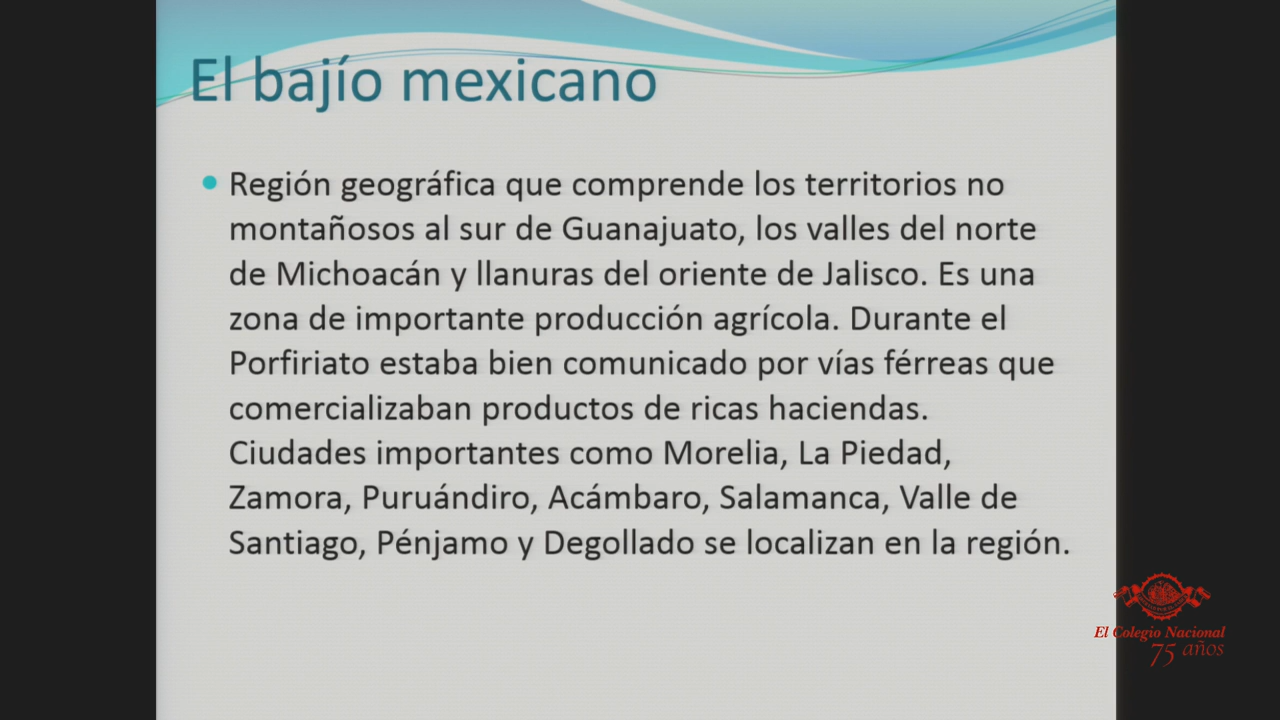 El bajío mexicano
Región geográfica que comprende los territorios no
montañosos al sur de Guanajuato, los valles del norte
de Michoacán y llanuras del oriente de Jalisco. Es una
zona de importante producción agrícola. Durante el
Porfiriato estaba bien comunicado por vías férreas que
comercializaban productos de ricas haciendas.
Ciudades importantes como Morelia, La Piedad,
Zamora, Puruándiro, Acámbaro, Salamanca, Valle de
Santiago, Pénjamo y Degollado se localizan en la región.
El Colegio Nacional
75 años